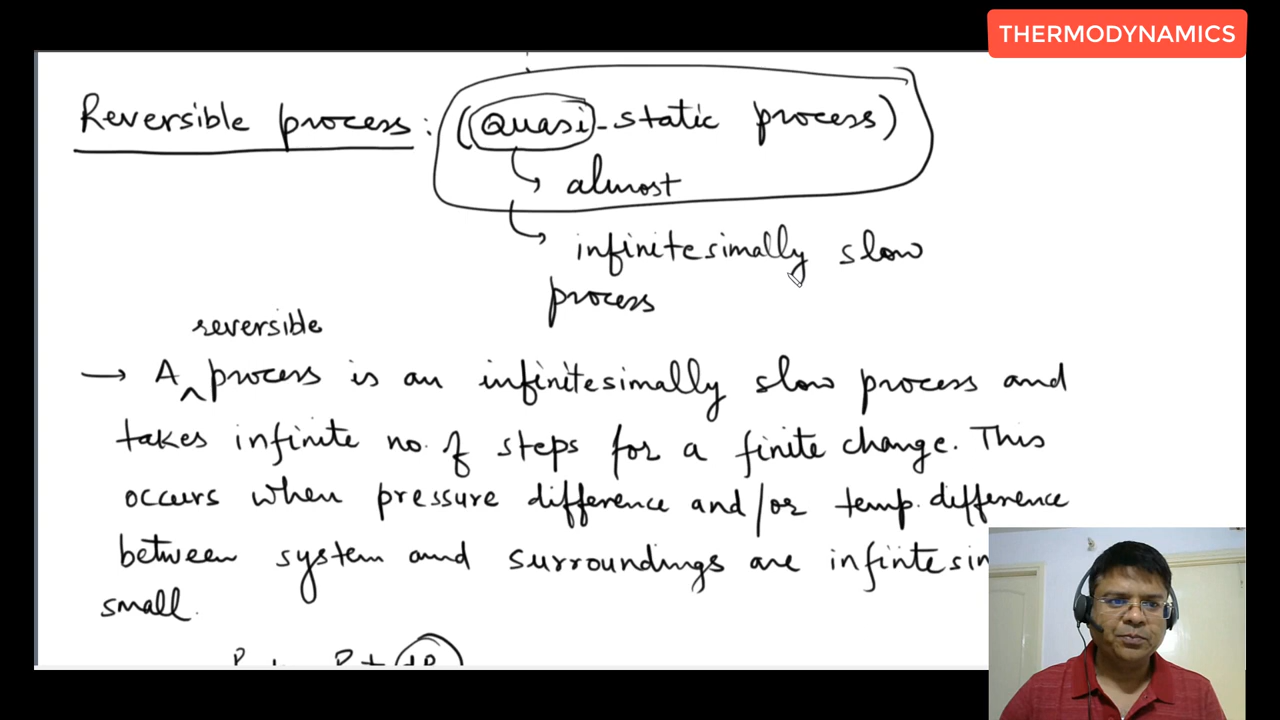 THERMODYNAMICS
Reversible process: (Quasi-static process)
almost
infinitesimally slow
process
reversible
→ A ^ process is an infinitesimally slow process and
takes infinite no. of steps for a finite change. This
occurs when pressure difference and/or temp. difference
between system and surroundings are
small.